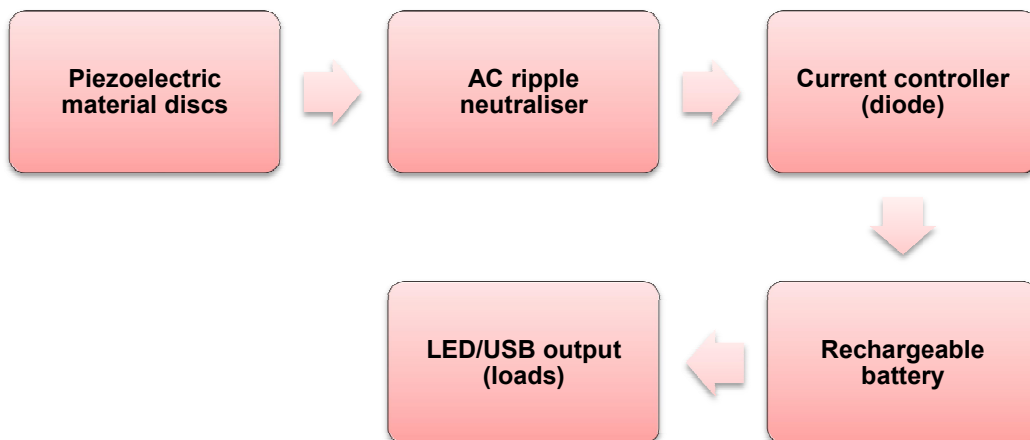 Piezoelectric
material discs
AC ripple
neutraliser
Current controller
(diode)
Rechargeable
battery
LED/USB output
(loads)